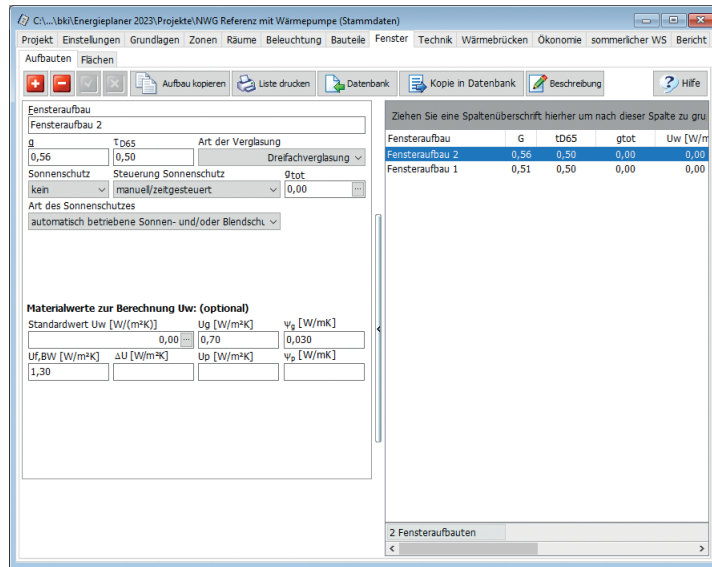 C:\...\bki\Energieplaner 2023\Projekte\NWG Referenz mit Wärmepumpe (Stammdaten)
Projekt Einstellungen Grundlagen Zonen Räume Beleuchtung Bauteile Fenster Technik Wärmebrücken Ökonomie sommerlicher WS Bericht
Aufbauten Flächen
Aufbau kopieren Liste drucken Datenbank Kopie in Datenbank Beschreibung Hilfe
Fensteraufbau
Fensteraufbau 2
g τD65 Art der Verglasung
0,56 0,50 Dreifachverglasung
Sonnenschutz Steuerung Sonnenschutz gtot
kein manuell/zeitgesteuert 0,00 ...
Art des Sonnenschutzes
automatisch betriebene Sonnen- und/oder Blendschu
Materialwerte zur Berechnung Uw: (optional)
Standardwert Uw [W/(m²K)] Ug [W/m²K] Ψg [W/mK]
0,00 ... 0,70 0,030
Uf,BW [W/m²K] ΔU [W/m²K] Up [W/m²K] Ψp [W/mK]
1,30
Ziehen Sie eine Spaltenüberschrift hierher um nach dieser Spalte zu gru
Fensteraufbau G tD65 gtot Uw [W/m
Fensteraufbau 2 0,56 0,50 0,00 0,00
Fensteraufbau 1 0,51 0,50 0,00 0,00
2 Fensteraufbauten